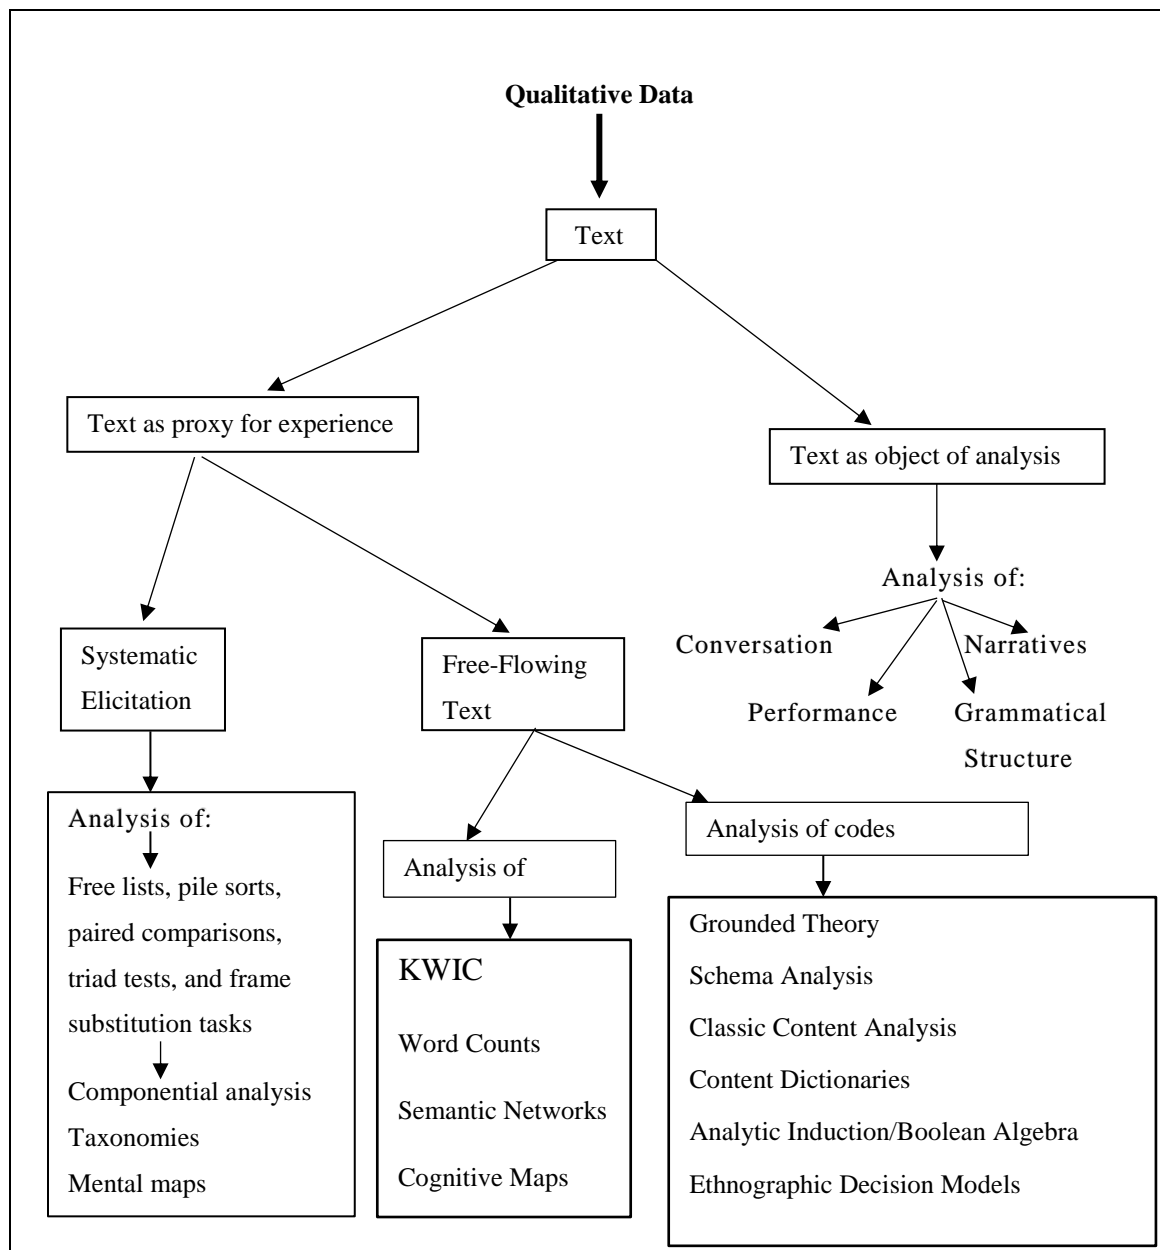 Qualitative Data
Text
Text as proxy for experience
Text as object of analysis
Analysis of:
Conversation
Narratives
Performance
Grammatical
Structure
Systematic
Elicitation
Free-Flowing
Text
Analysis of:
Free lists, pile sorts,
paired comparisons,
triad tests, and frame
substitution tasks
Componential analysis
Taxonomies
Mental maps
Analysis of
KWIC
Word Counts
Semantic Networks
Cognitive Maps
Analysis of codes
Grounded Theory
Schema Analysis
Classic Content Analysis
Content Dictionaries
Analytic Induction/Boolean Algebra
Ethnographic Decision Models